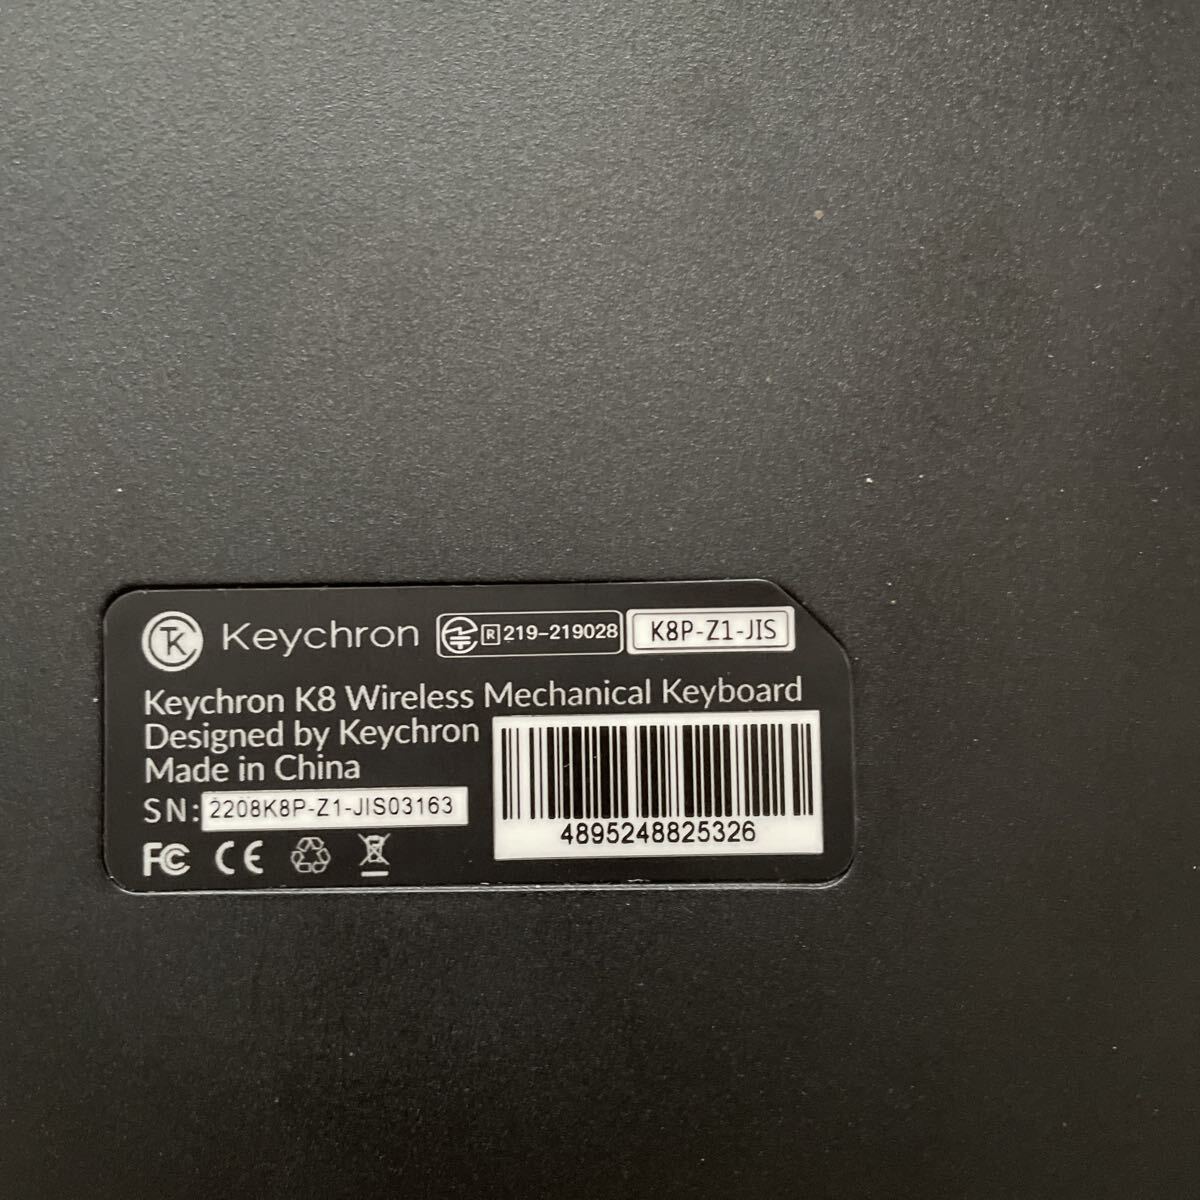 Keychron R 219-219028 K8P-Z1-JIS
Keychron K8 Wireless Mechanical Keyboard
Designed by Keychron
Made in China
SN: 2208K8P-Z1-JIS03163
4895248825326
FC CE